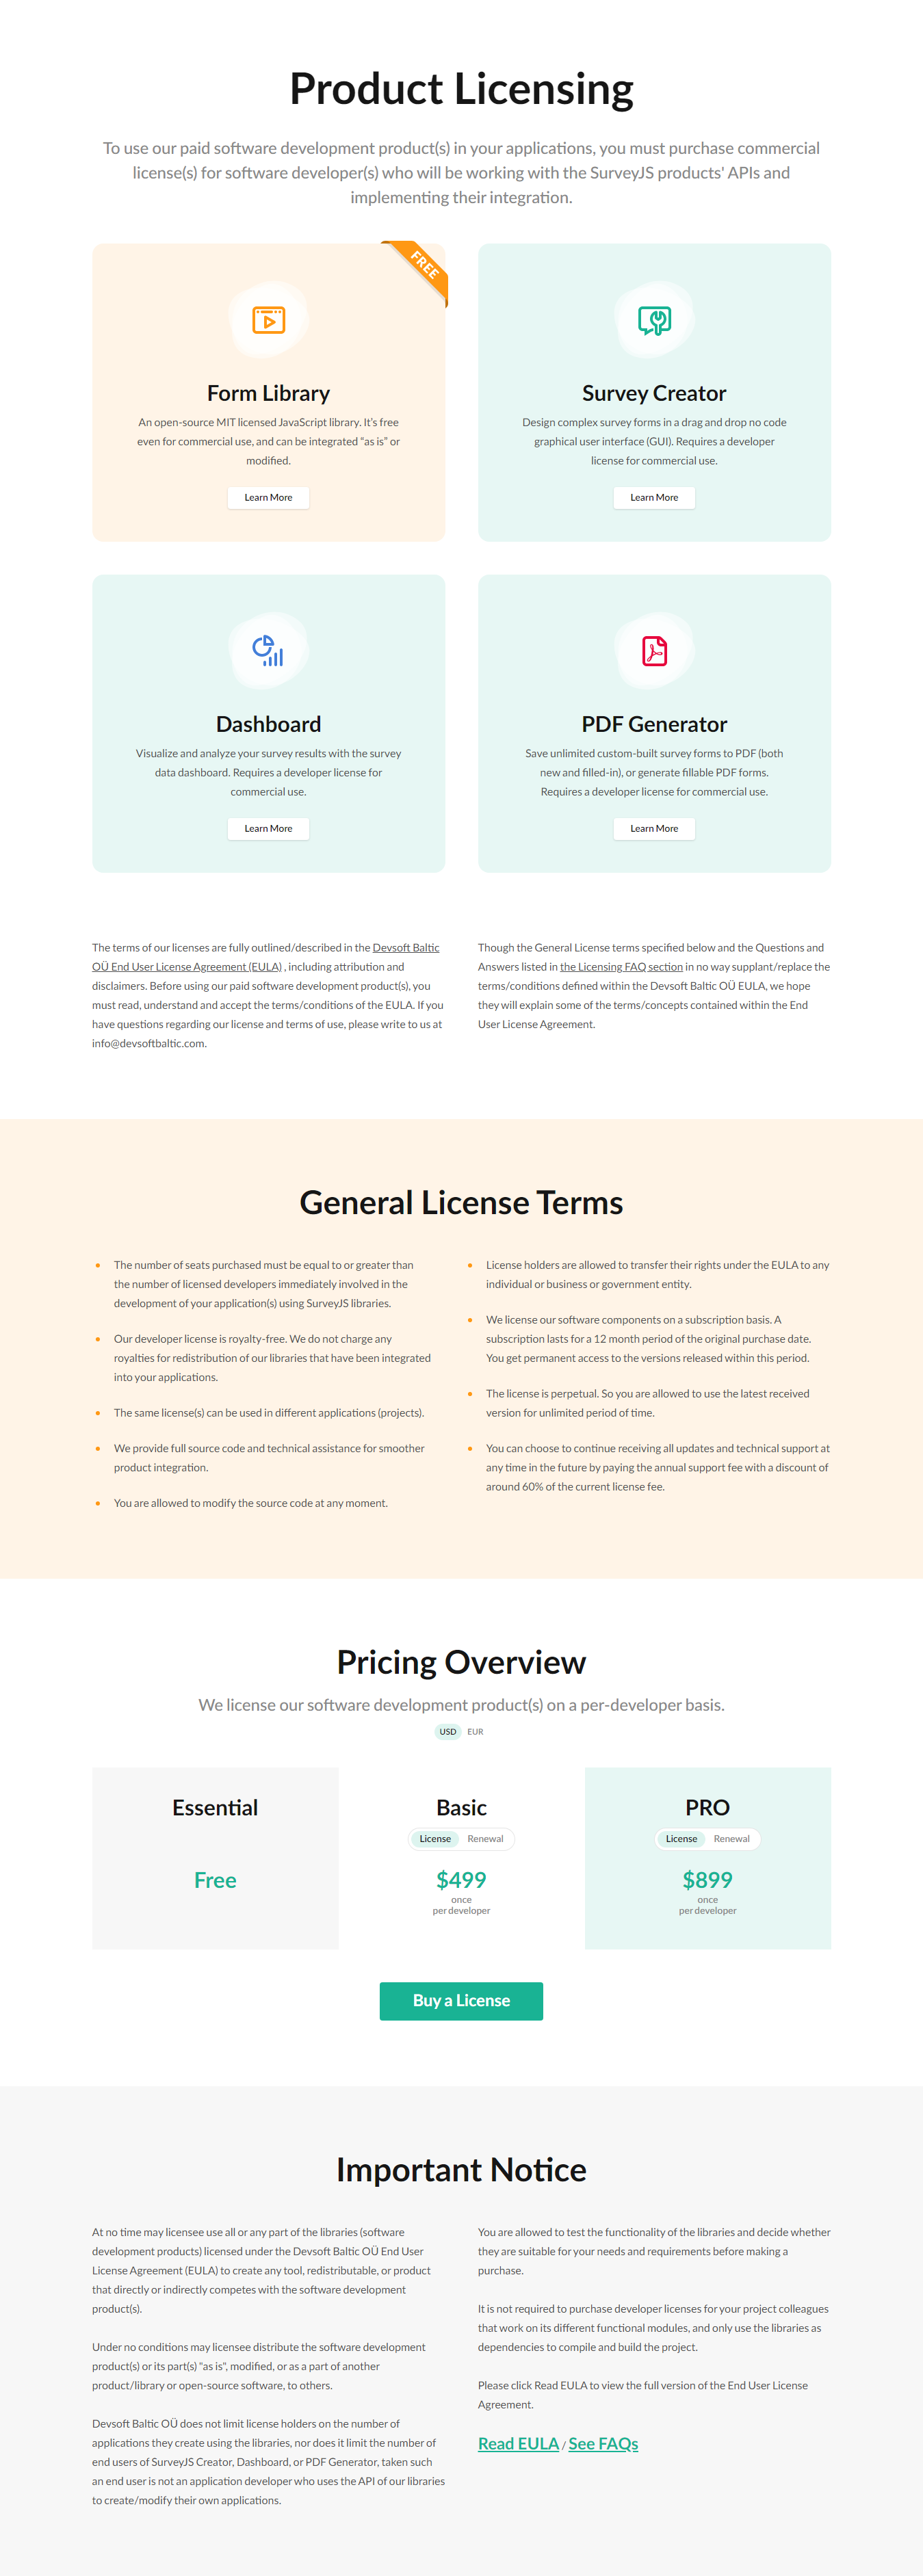 Product Licensing
To use our paid software development product(s) in your applications, you must purchase commercial
license(s) for software developer(s) who will be working with the SurveyJS products' APIs and
implementing their integration.
FREE
Form Library
An open-source MIT licensed JavaScript library. It's free
even for commercial use, and can be integrated “as is” or
modified.
Learn More
Survey Creator
Design complex survey forms in a drag and drop no code
graphical user interface (GUI). Requires a developer
license for commercial use.
Learn More
Dashboard
Visualize and analyze your survey results with the survey
data dashboard. Requires a developer license for
commercial use.
Learn More
PDF Generator
Save unlimited custom-built survey forms to PDF (both
new and filled-in), or generate fillable PDF forms.
Requires a developer license for commercial use.
Learn More
The terms of our licenses are fully outlined/described in the Devsoft Baltic
OÜ End User License Agreement (EULA) , including attribution and
disclaimers. Before using our paid software development product(s), you
must read, understand and accept the terms/conditions of the EULA. If you
have questions regarding our license and terms of use, please write to us at
info@devsoftbaltic.com.
Though the General License terms specified below and the Questions and
Answers listed in the Licensing FAQ section in no way supplant/replace the
terms/conditions defined within the Devsoft Baltic OÜ EULA, we hope
they will explain some of the terms/concepts contained within the End
User License Agreement.
General License Terms
The number of seats purchased must be equal to or greater than
the number of licensed developers immediately involved in the
development of your application(s) using SurveyJS libraries.
Our developer license is royalty-free. We do not charge any
royalties for redistribution of our libraries that have been integrated
into your applications.
The same license(s) can be used in different applications (projects).
We provide full source code and technical assistance for smoother
product integration.
You are allowed to modify the source code at any moment.
License holders are allowed to transfer their rights under the EULA to any
individual or business or government entity.
We license our software components on a subscription basis. A
subscription lasts for a 12 month period of the original purchase date.
You get permanent access to the versions released within this period.
The license is perpetual. So you are allowed to use the latest received
version for unlimited period of time.
You can choose to continue receiving all updates and technical support at
any time in the future by paying the annual support fee with a discount of
around 60% of the current license fee.
Pricing Overview
We license our software development product(s) on a per-developer basis.
USD EUR
Essential
Free
Basic
License Renewal
$499
once
per developer
PRO
License Renewal
$899
once
per developer
Buy a License
Important Notice
At no time may licensee use all or any part of the libraries (software
development products) licensed under the Devsoft Baltic OÜ End User
License Agreement (EULA) to create any tool, redistributable, or product
that directly or indirectly competes with the software development
product(s).
Under no conditions may licensee distribute the software development
product(s) or its part(s) “as is”, modified, or as a part of another
product/library or open-source software, to others.
Devsoft Baltic OÜ does not limit license holders on the number of
applications they create using the libraries, nor does it limit the number of
end users of SurveyJS Creator, Dashboard, or PDF Generator, taken such
an end user is not an application developer who uses the API of our libraries
to create/modify their own applications.
You are allowed to test the functionality of the libraries and decide whether
they are suitable for your needs and requirements before making a
purchase.
It is not required to purchase developer licenses for your project colleagues
that work on its different functional modules, and only use the libraries as
dependencies to compile and build the project.
Please click Read EULA to view the full version of the End User License
Agreement.
Read EULA / See FAQs